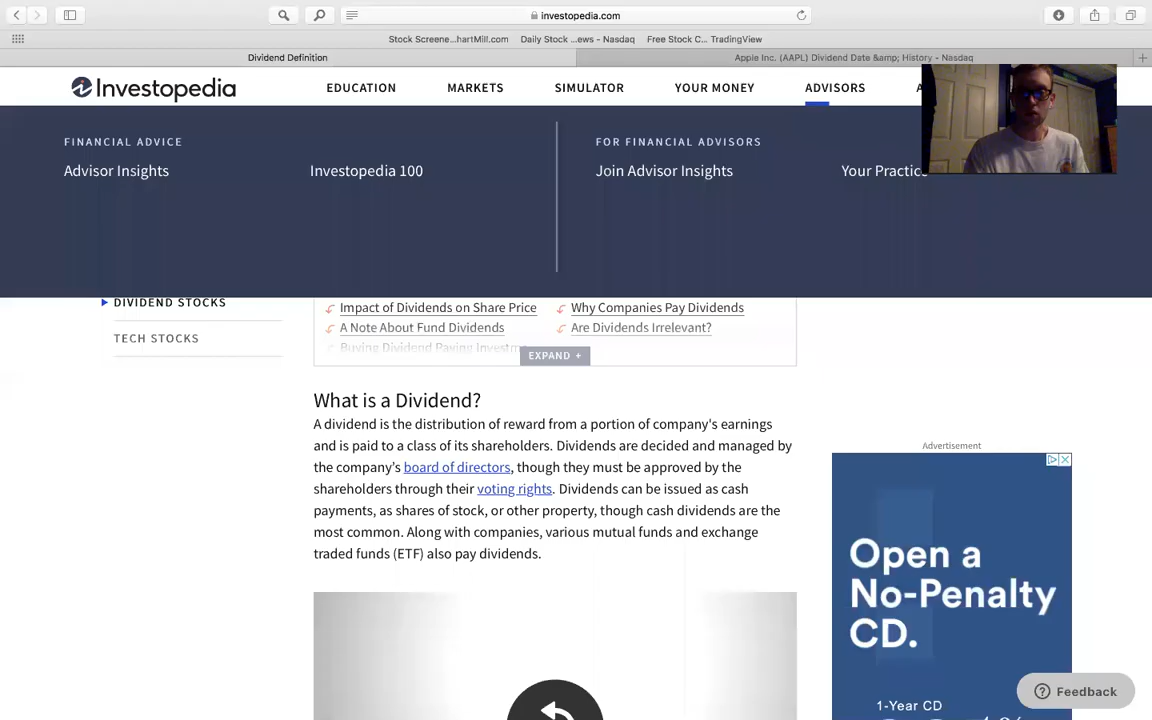 investopedia.com
Stock Screene...hartMill.com Daily Stock ...ews - Nasdaq Free Stock C... TradingView
Dividend Definition Apple Inc. (AAPL) Dividend Date &amp; History - Nasdaq
Investopedia EDUCATION MARKETS SIMULATOR YOUR MONEY ADVISORS
FINANCIAL ADVICE FOR FINANCIAL ADVISORS
Advisor Insights Investopedia 100 Join Advisor Insights Your Practice
DIVIDEND STOCKS
TECH STOCKS
Impact of Dividends on Share Price Why Companies Pay Dividends
A Note About Fund Dividends Are Dividends Irrelevant?
Buying Dividend Paying
EXPAND +
What is a Dividend?
A dividend is the distribution of reward from a portion of company's earnings
and is paid to a class of its shareholders. Dividends are decided and managed by
the company’s board of directors, though they must be approved by the
shareholders through their voting rights. Dividends can be issued as cash
payments, as shares of stock, or other property, though cash dividends are the
most common. Along with companies, various mutual funds and exchange
traded funds (ETF) also pay dividends.
Advertisement
Open a
No-Penalty
CD.
1-Year CD
Feedback